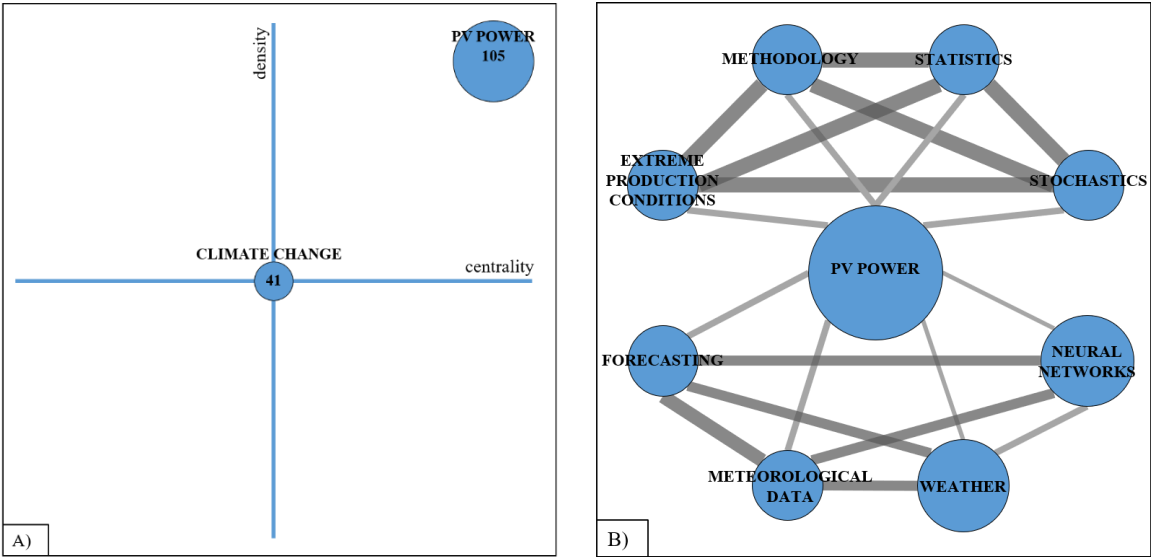 PV POWER
105
density
CLIMATE CHANGE
41
centrality
A)
METHODOLOGY
STATISTICS
EXTREME
PRODUCTION
CONDITIONS
STOCHASTICS
PV POWER
FORECASTING
NEURAL
NETWORKS
METEOROLOGICAL
DATA
WEATHER
B)